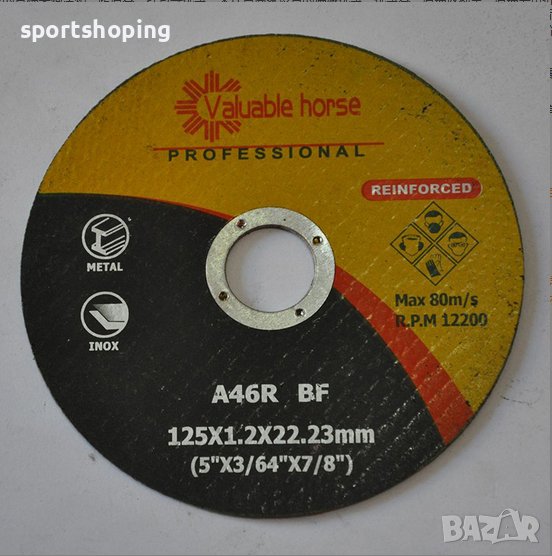 sportshoping
Valuable horse
PROFESSIONAL
REINFORCED
METAL
INOX
Max 80m/s
R.P.M 12200
A46R BF
125X1.2X22.23mm
(5"X3/64"X7/8")
BAZAR